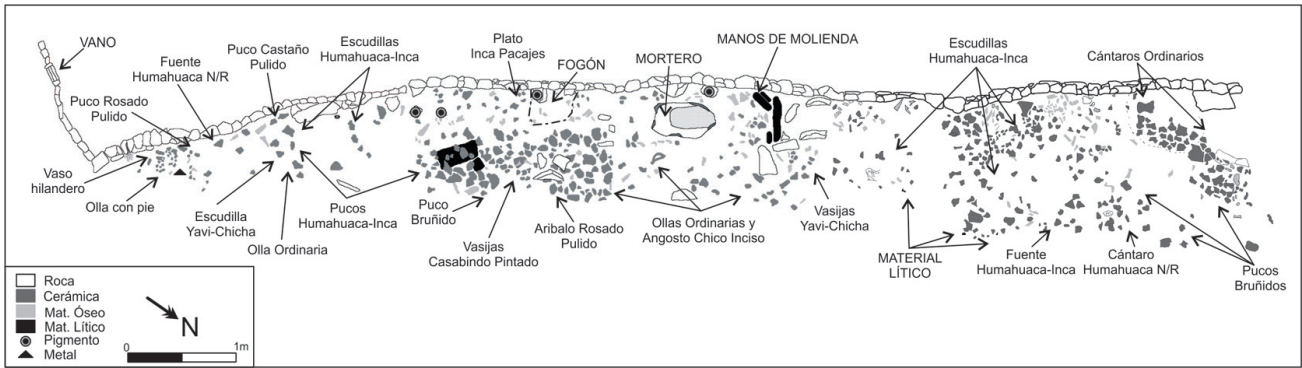 VANO
Fuente
Humahuaca N/R
Puco Castaño
Pulido
Escudillas
Humahuaca-Inca
Plato
Inca Pacajes
FOGÓN
MORTERO
MANOS DE MOLIENDA
Escudillas
Humahuaca-Inca
Cántaros Ordinarios
Puco Rosado
Pulido
Vaso
hilandero
Olla con pie
Escudilla
Yavi-Chicha
Olla Ordinaria
Pucos
Humahuaca-Inca
Puco
Bruñido
Vasijas
Casabindo Pintado
Aribalo Rosado
Pulido
Ollas Ordinarias y
Angosto Chico Inciso
Vasijas
Yavi-Chicha
MATERIAL
LÍTICO
Fuente
Humahuaca-Inca
Cántaro
Humahuaca N/R
Pucos
Bruñidos
Roca
Cerámica
Mat. Óseo
Mat. Lítico
Pigmento
Metal
N
0 1m